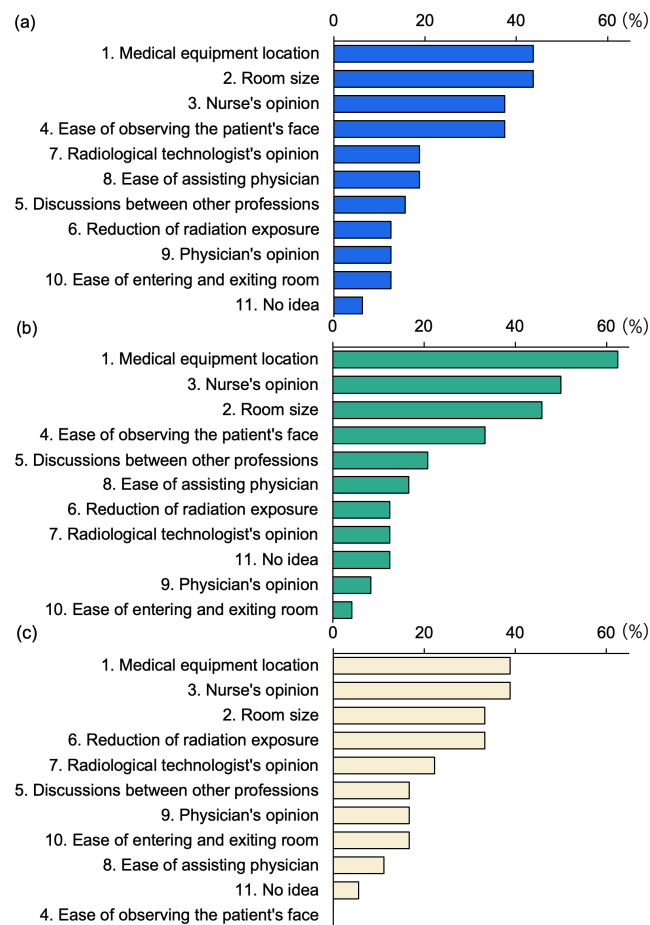 (a)
0 20 40 60 (%)
1. Medical equipment location
2. Room size
3. Nurse's opinion
4. Ease of observing the patient's face
7. Radiological technologist's opinion
8. Ease of assisting physician
5. Discussions between other professions
6. Reduction of radiation exposure
9. Physician's opinion
10. Ease of entering and exiting room
11. No idea
(b)
0 20 40 60 (%)
1. Medical equipment location
3. Nurse's opinion
2. Room size
4. Ease of observing the patient's face
5. Discussions between other professions
8. Ease of assisting physician
6. Reduction of radiation exposure
7. Radiological technologist's opinion
11. No idea
9. Physician's opinion
10. Ease of entering and exiting room
(c)
0 20 40 60 (%)
1. Medical equipment location
3. Nurse's opinion
2. Room size
6. Reduction of radiation exposure
7. Radiological technologist's opinion
5. Discussions between other professions
9. Physician's opinion
10. Ease of entering and exiting room
8. Ease of assisting physician
11. No idea
4. Ease of observing the patient's face